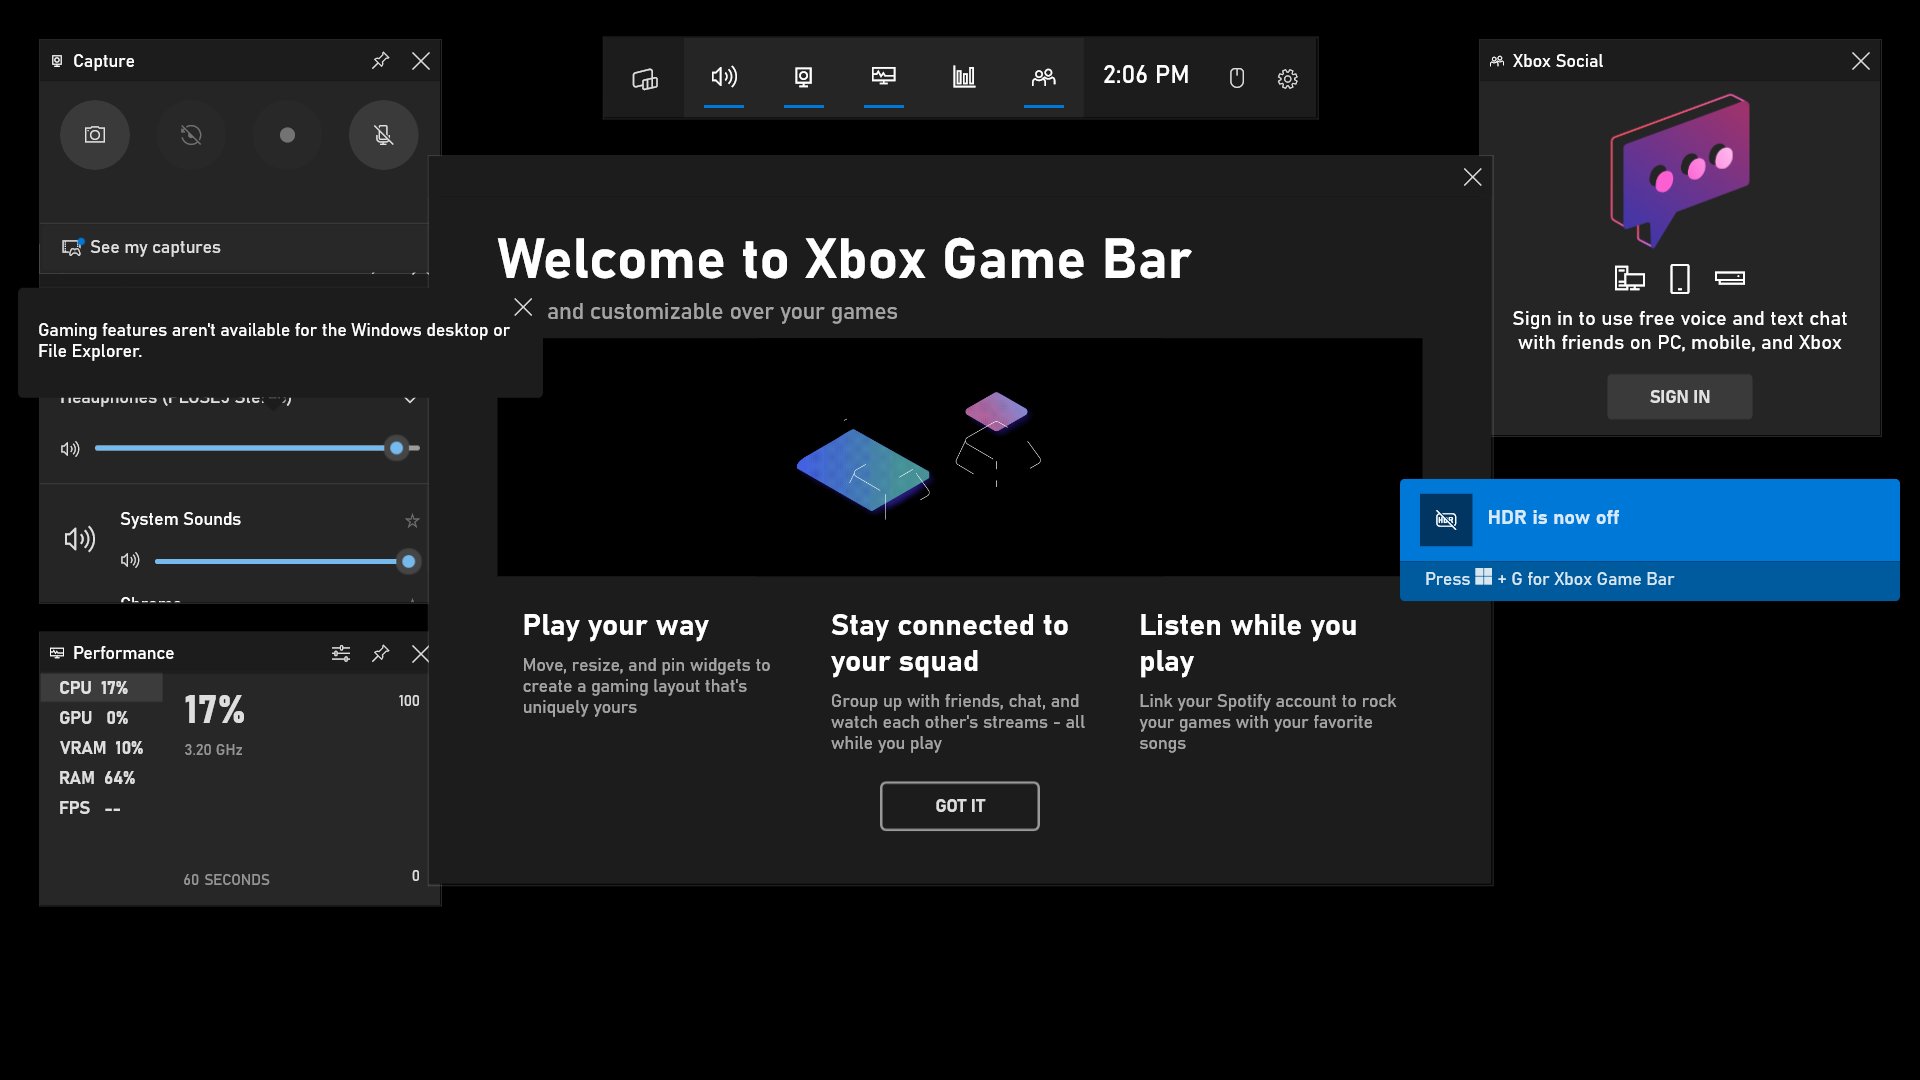 Capture
See my captures
Gaming features aren't available for the Windows desktop or
File Explorer.
System Sounds
Performance
CPU 17%
GPU 0%
VRAM 10%
RAM 64%
FPS --
17%
3.20 GHz
100
60 SECONDS
0
2:06 PM
Welcome to Xbox Game Bar
and customizable over your games
Play your way
Move, resize, and pin widgets to
create a gaming layout that's
uniquely yours
Stay connected to
your squad
Group up with friends, chat, and
watch each other's streams - all
while you play
Listen while you
play
Link your Spotify account to rock
your games with your favorite
songs
GOT IT
Xbox Social
Sign in to use free voice and text chat
with friends on PC, mobile, and Xbox
SIGN IN
HDR
HDR is now off
Press + G for Xbox Game Bar